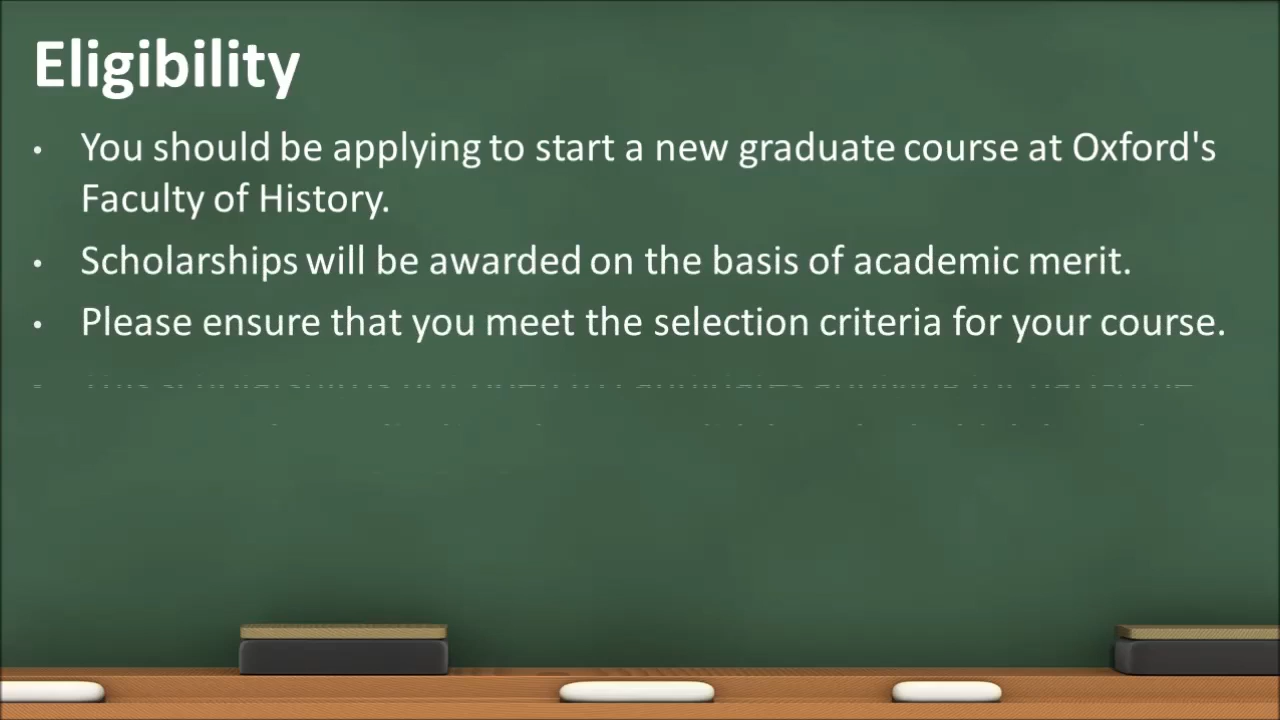 Eligibility
• You should be applying to start a new graduate course at Oxford's
Faculty of History.
• Scholarships will be awarded on the basis of academic merit.
• Please ensure that you meet the selection criteria for your course.